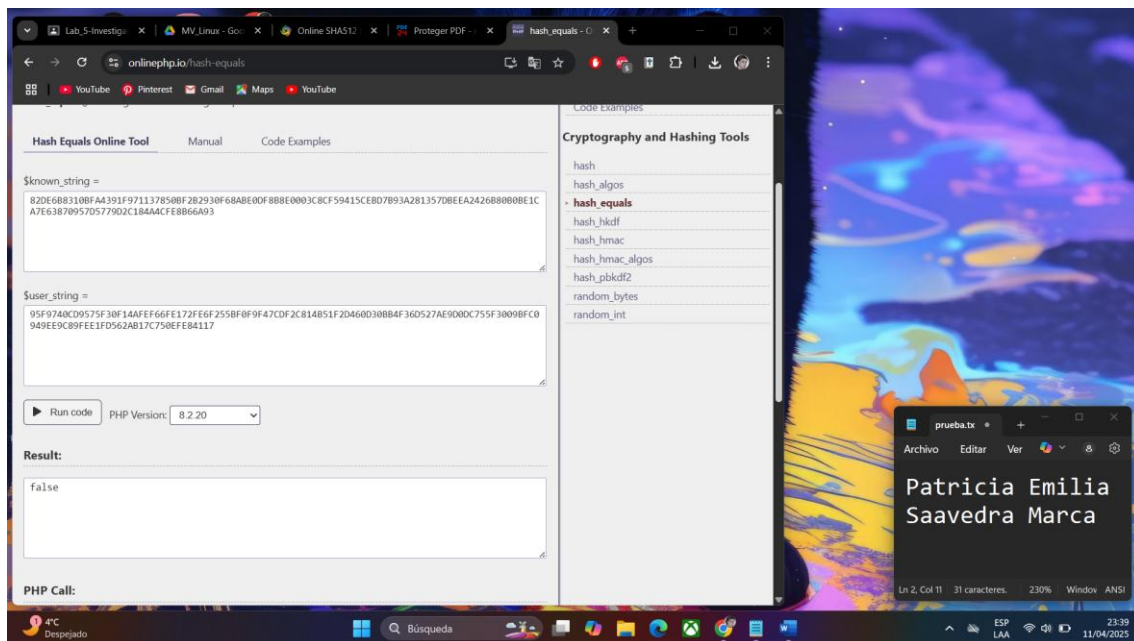 Lab_5-Investiga
MV_Linux - Goo
Online SHA512
Proteger PDF -
hash_equals - O
onlinephp.io/hash-equals
YouTube
Pinterest
Gmail
Maps
YouTube
Code Examples
Hash Equals Online Tool
Manual
Code Examples
$known_string =
82DE6B8310BFA4391F971137850BF2B2930F68ABE0DF8B8E0003C8CF59415CEBD7B93A281357DBEEA2426B80B0BE1C
A7E63870957D5779D2C184A4CFE8B66A93
$user_string =
95F9740CD9575F30F14AFEF66FE172FE6F255BF0F9F47CDF2C814B51F2D460D30BB4F36D527AE9D0DC755F3009BFC0
949EE9C89FEE1FD562AB17C750EFE84117
Run code
PHP Version:
8.2.20
Result:
false
PHP Call:
Cryptography and Hashing Tools
hash
hash_algos
hash_equals
hash_hkdf
hash_hmac
hash_hmac_algos
hash_pbkdf2
random_bytes
random_int
prueba.tx
Archivo Editar Ver
Patricia Emilia
Saavedra Marca
Ln 2, Col 11
31 caracteres.
230%
Window
ANSI
1
4°C
Despejado
Búsqueda
ESP
LAA
23:39
11/04/2025